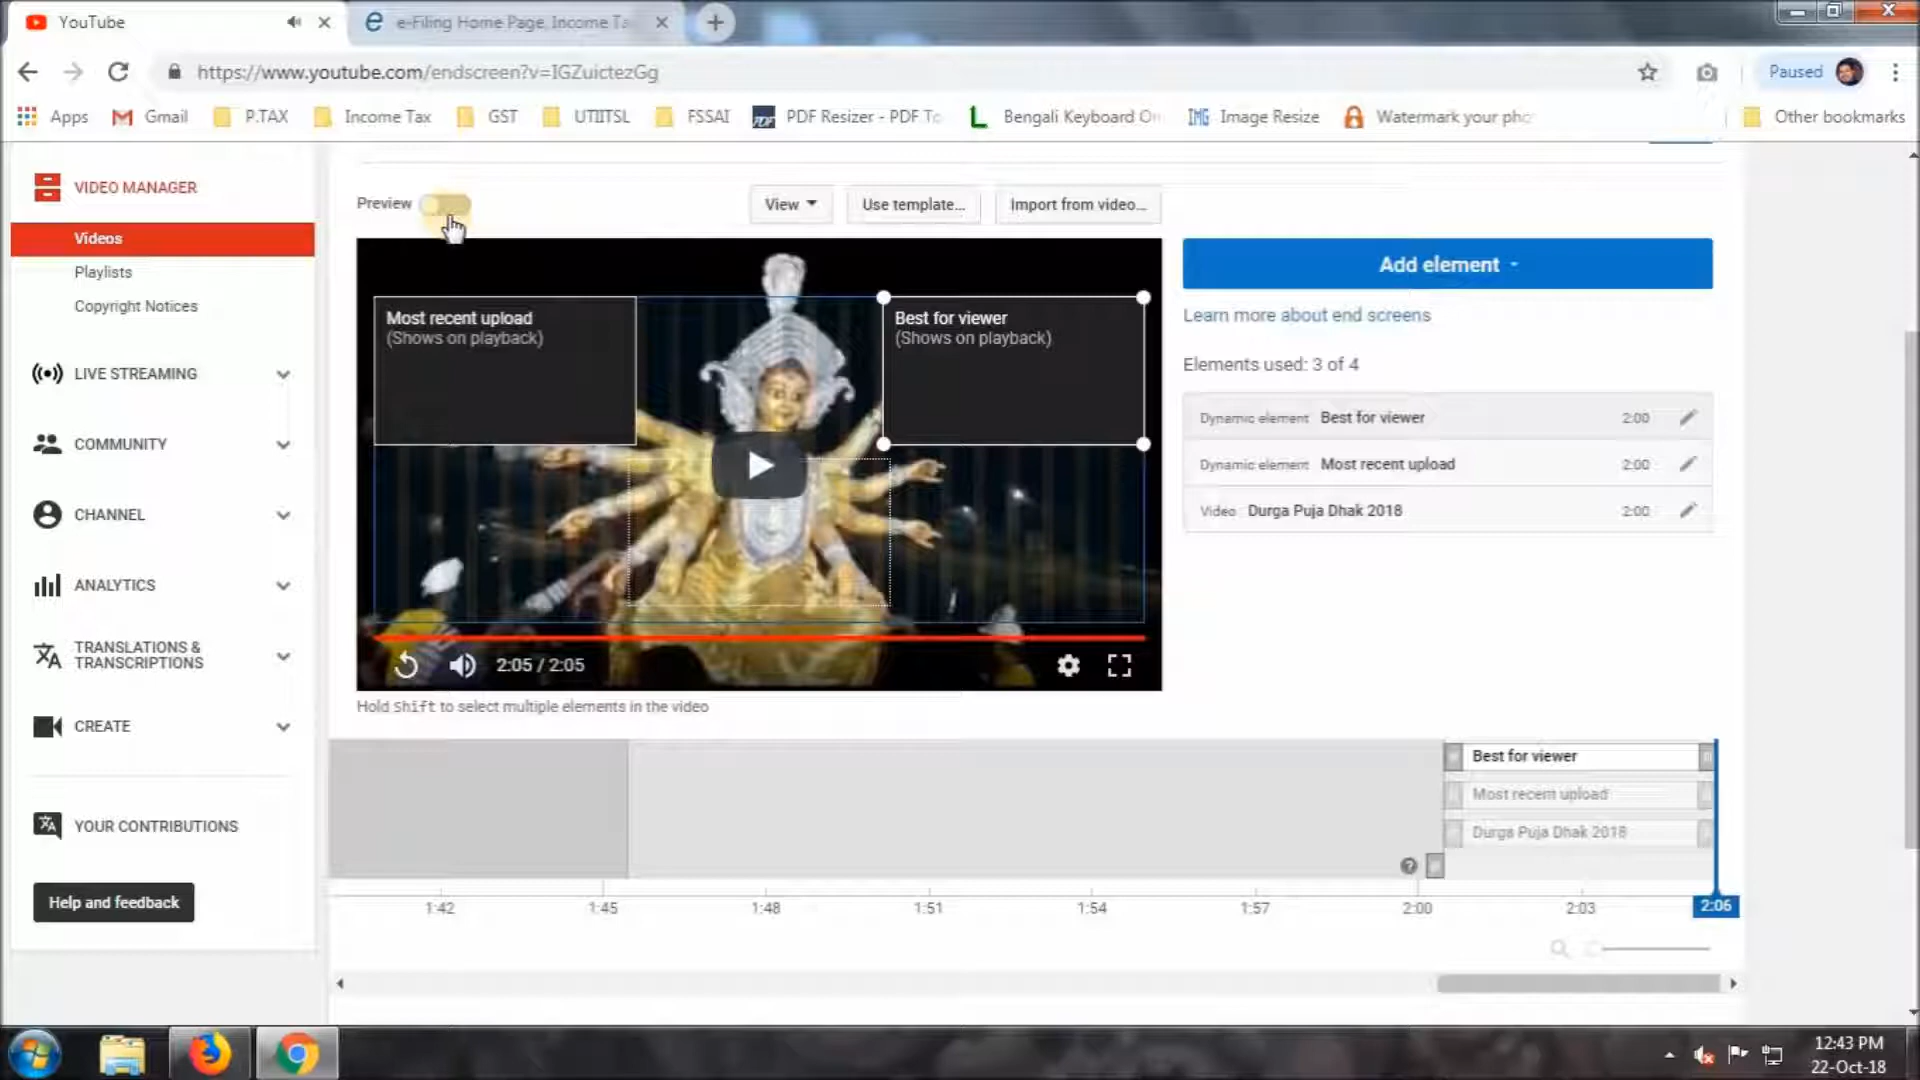 YouTube
e-Filing Home Page, Income Ta
https://www.youtube.com/endscreen?v=IGZuictezGg
Paused
Apps
Gmail
P.TAX
Income Tax
GST
UTIITSL
FSSAI
PDF Resizer - PDF To
Bengali Keyboard On
IMG Image Resize
Watermark your pho
Other bookmarks
VIDEO MANAGER
Videos
Playlists
Copyright Notices
LIVE STREAMING
COMMUNITY
CHANNEL
ANALYTICS
TRANSLATIONS &
TRANSCRIPTIONS
CREATE
YOUR CONTRIBUTIONS
Help and feedback
Preview
View
Use template...
Import from video...
Most recent upload
(Shows on playback)
Best for viewer
(Shows on playback)
2:05 / 2:05
Hold Shift to select multiple elements in the video
Add element
Learn more about end screens
Elements used: 3 of 4
Dynamic element Best for viewer 2:00
Dynamic element Most recent upload 2:00
Video Durga Puja Dhak 2018 2:00
Best for viewer
Most recent upload
Durga Puja Dhak 2018
1:42 1:45 1:48 1:51 1:54 1:57 2:00 2:03 2:06
12:43 PM
22-Oct-18